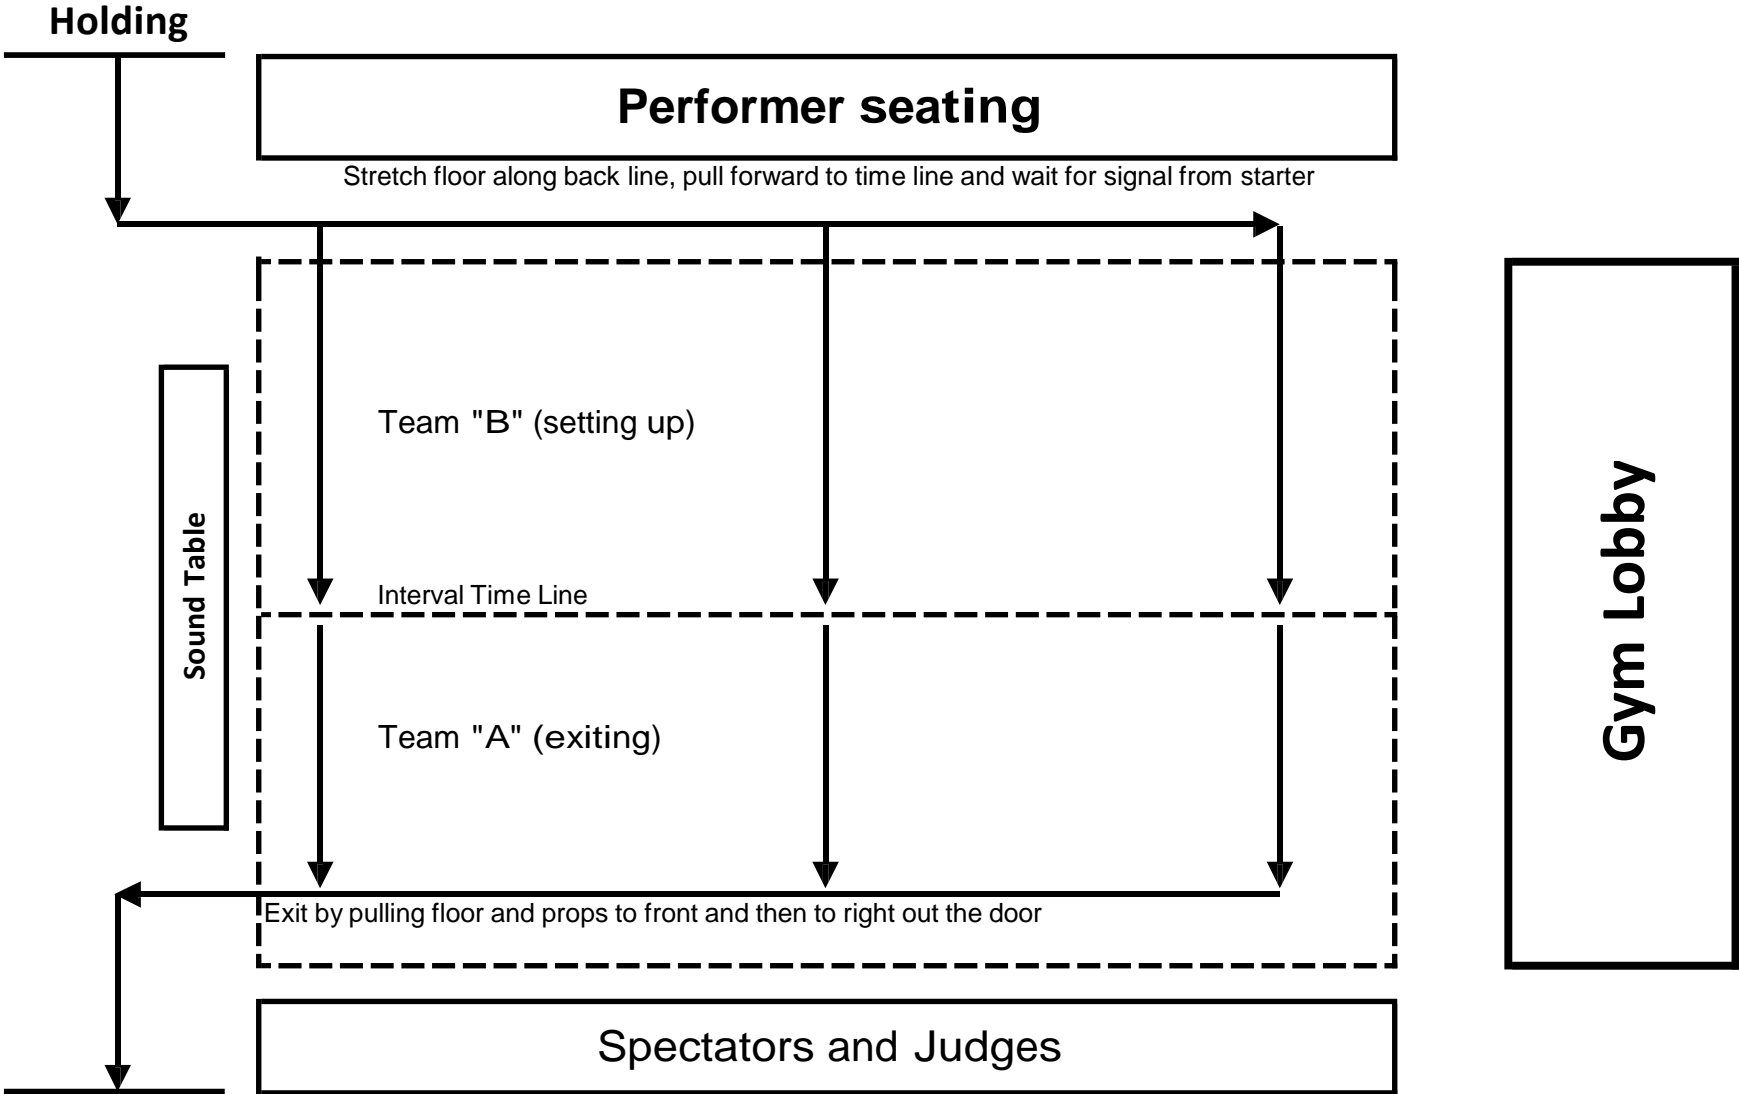 Holding
Performer seating
Stretch floor along back line, pull forward to time line and wait for signal from starter
Team "B" (setting up)
Sound Table
Interval Time Line
Gym Lobby
Team "A" (exiting)
Exit by pulling floor and props to front and then to right out the door
Spectators and Judges